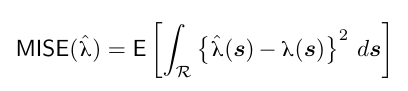 MISE(λ̂) = E [ ∫_ℛ { λ̂(s) − λ(s) }² ds ]